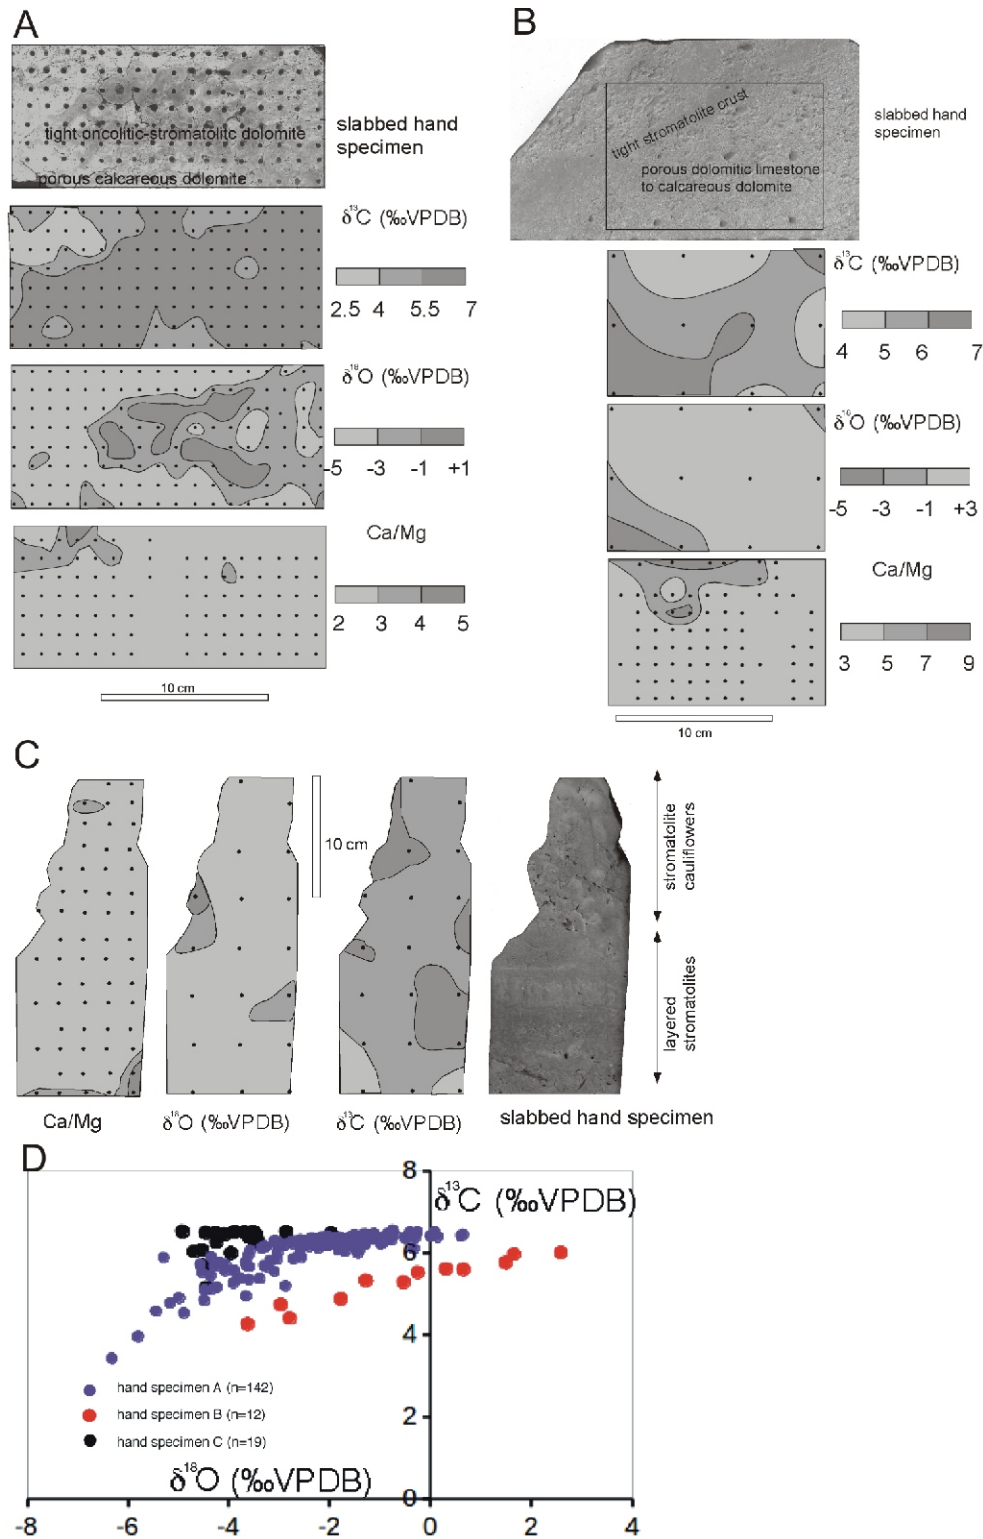 A
tight oncolitic-stromatolitc dolomite
porous calcareous dolomite
slabbed hand
specimen
δ¹³C (‰VPDB)
2.5 4 5.5 7
δ¹⁸O (‰VPDB)
-5 -3 -1 +1
Ca/Mg
2 3 4 5
10 cm
B
tight stromatolite crust
porous dolomitic limestone
to calcareous dolomite
slabbed hand
specimen
δ¹³C (‰VPDB)
4 5 6 7
δ¹⁸O (‰VPDB)
-5 -3 -1 +3
Ca/Mg
3 5 7 9
10 cm
C
10 cm
stromatolite
cauliflowers
layered
stromatolites
Ca/Mg
δ¹⁸O (‰VPDB)
δ¹³C (‰VPDB)
slabbed hand specimen
D
8
δ¹³C (‰VPDB)
6
4
2
0
hand specimen A (n=142)
hand specimen B (n=12)
hand specimen C (n=19)
δ¹⁸O (‰VPDB)
-8 -6 -4 -2 0 2 4